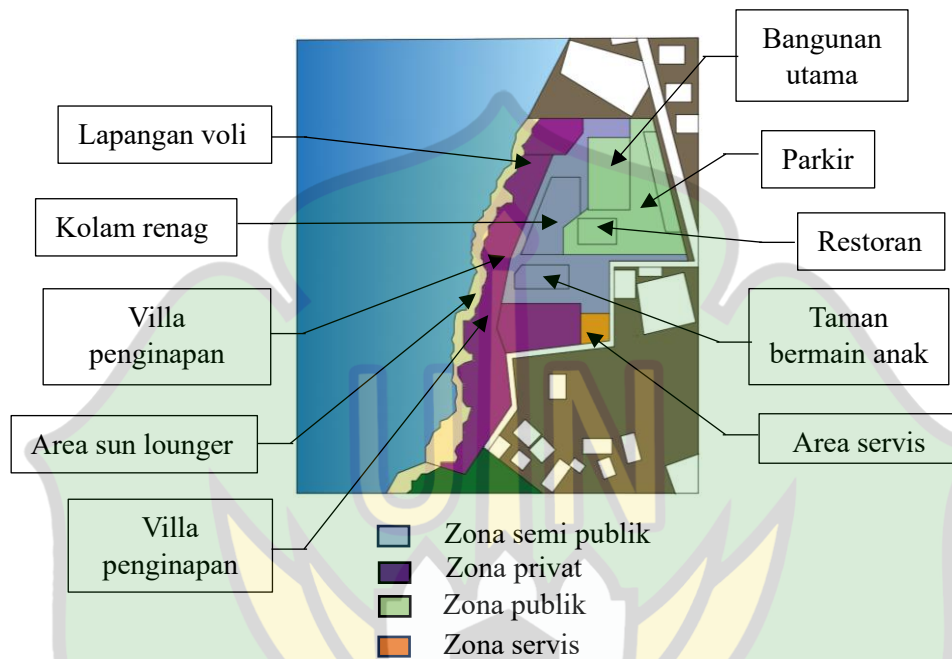 Bangunan
utama
Lapangan voli
Parkir
Kolam renag
Restoran
Villa
penginapan
Taman
bermain anak
Area sun lounger
Area servis
Villa
penginapan
Zona semi publik
Zona privat
Zona publik
Zona servis
UIN